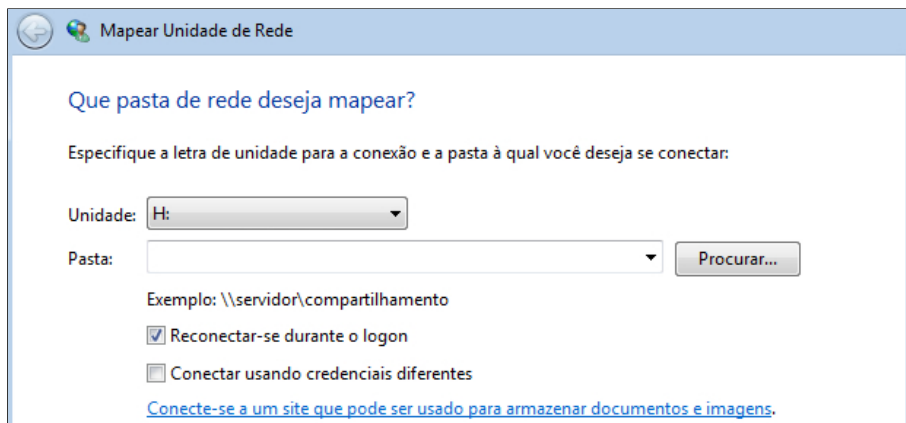 Mapear Unidade de Rede
Que pasta de rede deseja mapear?
Especifique a letra de unidade para a conexão e a pasta à qual você deseja se conectar:
Unidade: H:
Pasta: Procurar...
Exemplo: \\servidor\compartilhamento
Reconectar-se durante o logon
Conectar usando credenciais diferentes
Conecte-se a um site que pode ser usado para armazenar documentos e imagens.